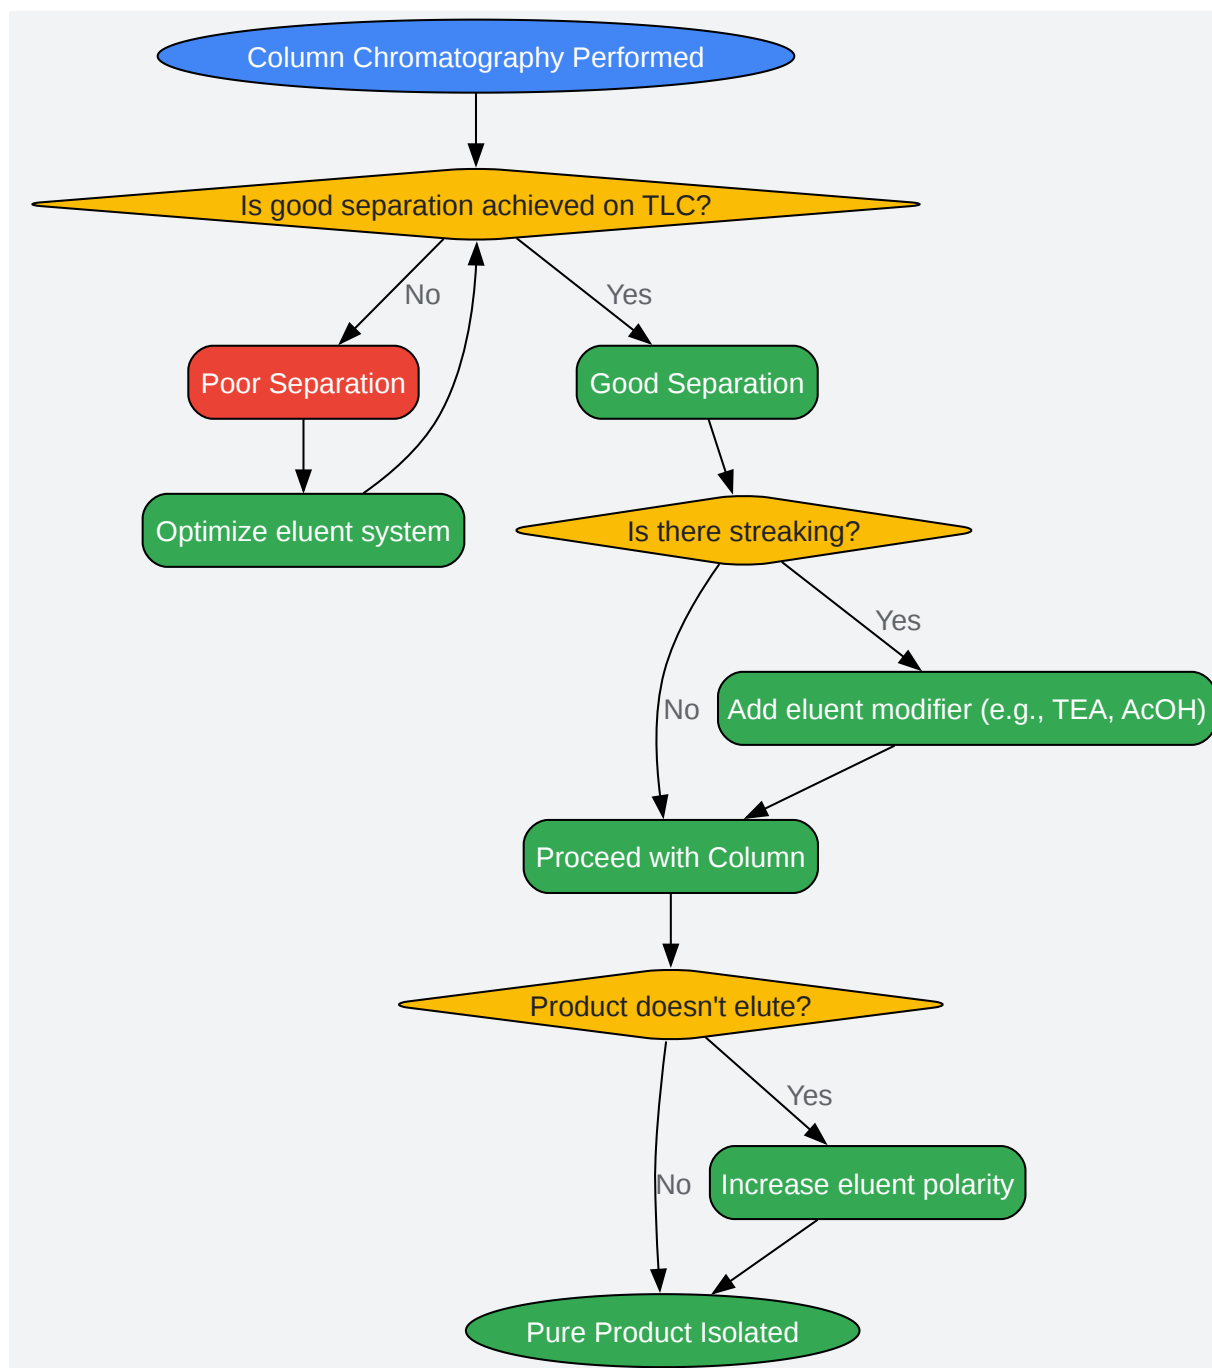 Column Chromatography Performed
Is good separation achieved on TLC?
No
Yes
Poor Separation
Good Separation
Optimize eluent system
Is there streaking?
Yes
No
Add eluent modifier (e.g., TEA, AcOH)
Proceed with Column
Product doesn't elute?
Yes
No
Increase eluent polarity
Pure Product Isolated